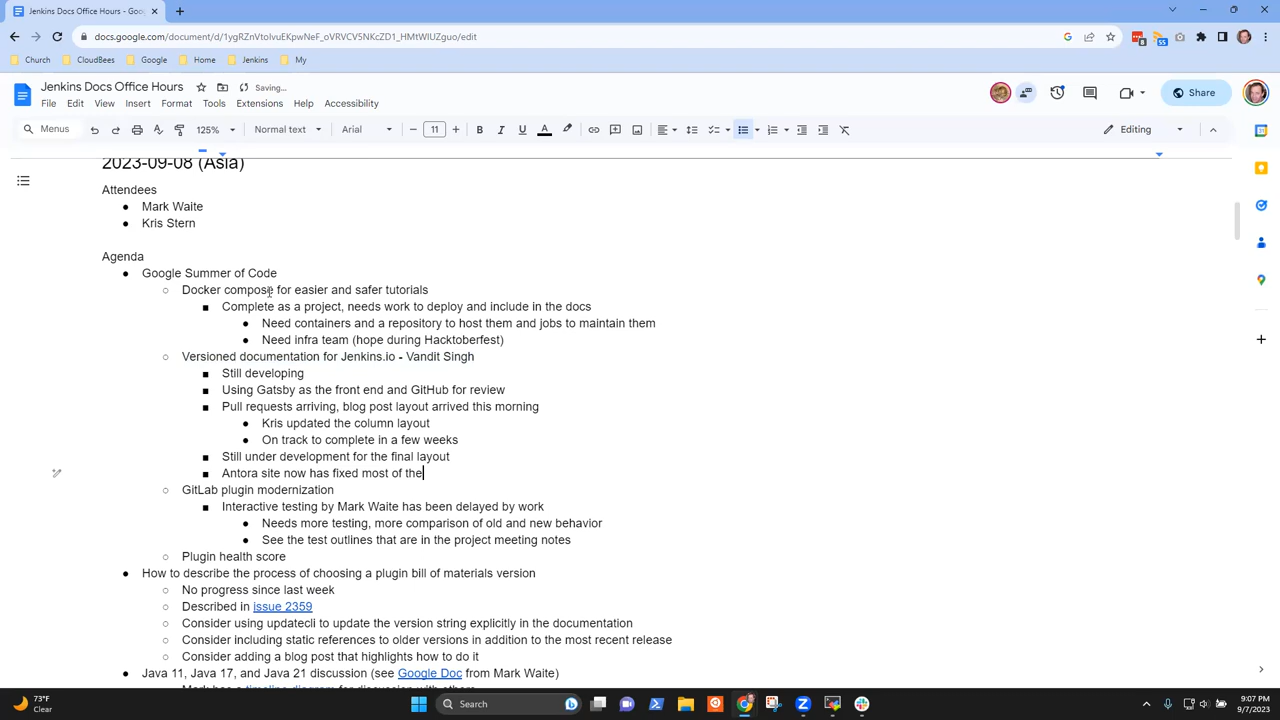 Jenkins Docs Office Hours - Goo
docs.google.com/document/d/1ygRZnVtoIvuEKpwNeF_oVRVCV5NKcZD1_HMtWIUZguo/edit
Church
CloudBees
Google
Home
Jenkins
My
Jenkins Docs Office Hours
Saving...
File Edit View Insert Format Tools Extensions Help Accessibility
Share
Menus
125%
Normal text
Arial
11
Editing
2023-09-08 (Asia)
Attendees
Mark Waite
Kris Stern
Agenda
Google Summer of Code
Docker compose for easier and safer tutorials
Complete as a project, needs work to deploy and include in the docs
Need containers and a repository to host them and jobs to maintain them
Need infra team (hope during Hacktoberfest)
Versioned documentation for Jenkins.io - Vandit Singh
Still developing
Using Gatsby as the front end and GitHub for review
Pull requests arriving, blog post layout arrived this morning
Kris updated the column layout
On track to complete in a few weeks
Still under development for the final layout
Antora site now has fixed most of the
GitLab plugin modernization
Interactive testing by Mark Waite has been delayed by work
Needs more testing, more comparison of old and new behavior
See the test outlines that are in the project meeting notes
Plugin health score
How to describe the process of choosing a plugin bill of materials version
No progress since last week
Described in issue 2359
Consider using updatecli to update the version string explicitly in the documentation
Consider including static references to older versions in addition to the most recent release
Consider adding a blog post that highlights how to do it
Java 11, Java 17, and Java 21 discussion (see Google Doc from Mark Waite)
Mark has a timeline diagram for discussion with others
73°F
Clear
Search
9:07 PM
9/7/2023